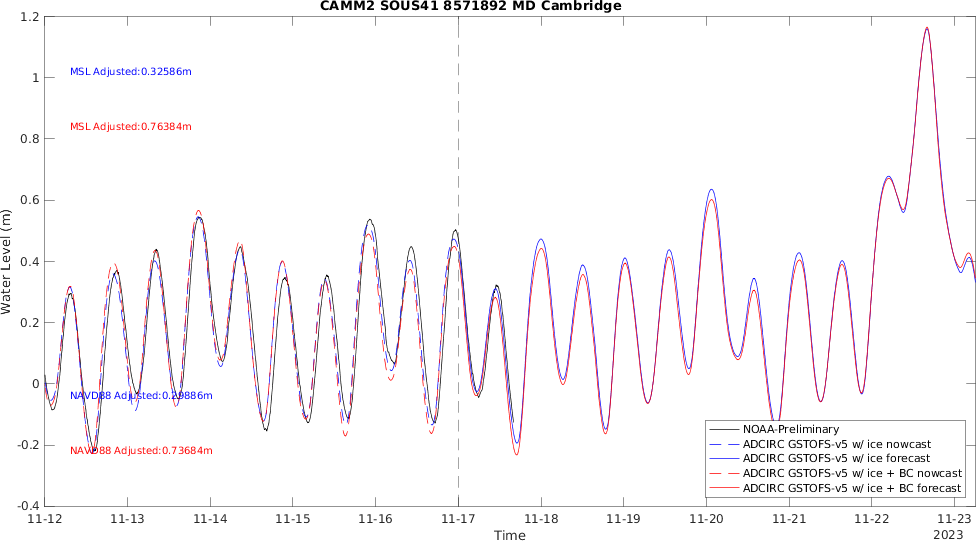 CAMM2 SOUS41 8571892 MD Cambridge
1.2
1
0.8
0.6
0.4
0.2
0
-0.2
-0.4
Water Level (m)
MSL Adjusted:0.32586m
MSL Adjusted:0.76384m
NAVD88 Adjusted:0.29886m
NAVD88 Adjusted:0.73684m
NOAA-Preliminary
ADCIRC GSTOFS-v5 w/ ice nowcast
ADCIRC GSTOFS-v5 w/ ice forecast
ADCIRC GSTOFS-v5 w/ ice + BC nowcast
ADCIRC GSTOFS-v5 w/ ice + BC forecast
11-12 11-13 11-14 11-15 11-16 11-17 11-18 11-19 11-20 11-21 11-22 11-23
Time
2023